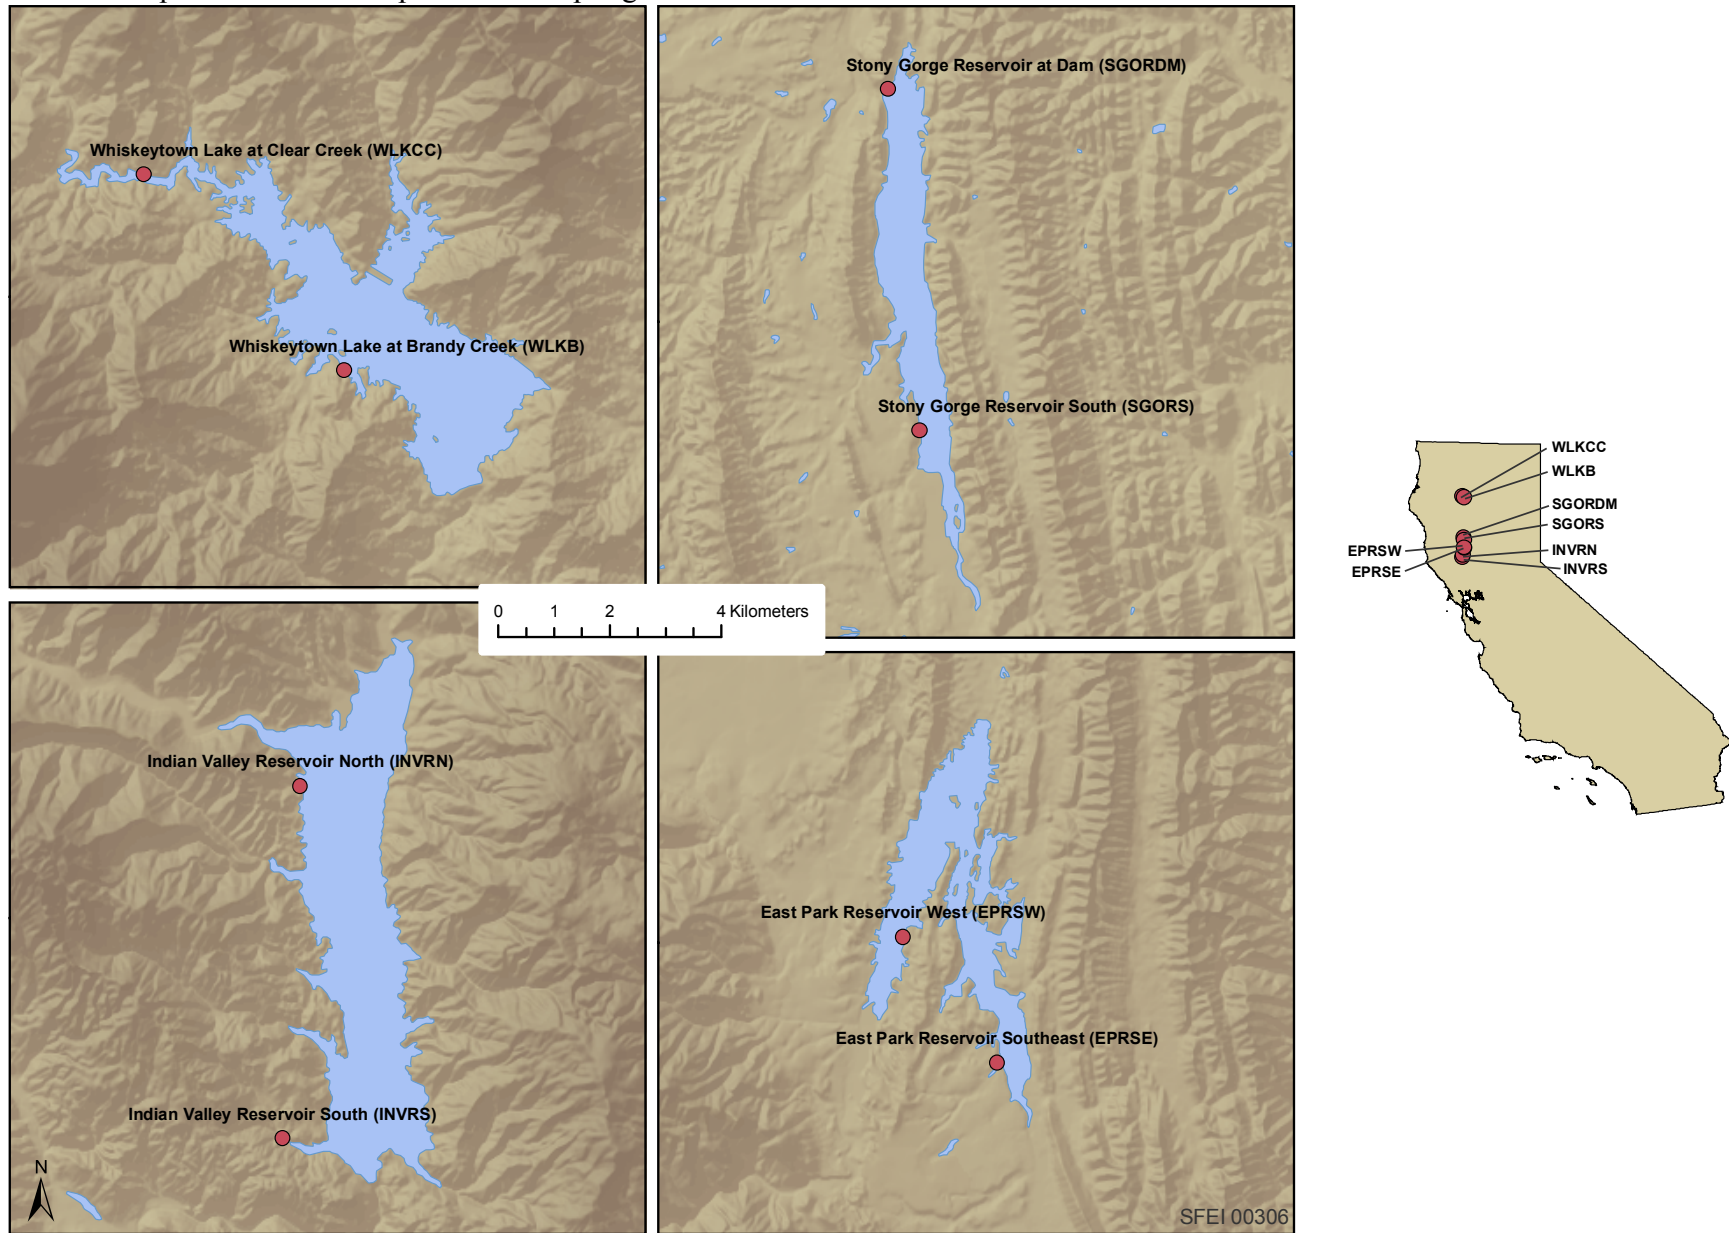 Whiskeytown Lake at Clear Creek (WLKCC)
Whiskeytown Lake at Brandy Creek (WLKB)
Stony Gorge Reservoir at Dam (SGORDM)
Stony Gorge Reservoir South (SGORS)
0 1 2 4 Kilometers
Indian Valley Reservoir North (INVRN)
Indian Valley Reservoir South (INVRS)
N
East Park Reservoir West (EPRSW)
East Park Reservoir Southeast (EPRSE)
SFEI 00306
WLKCC
WLKB
SGORDM
SGORS
EPRSW
INVRN
EPRSE
INVRS